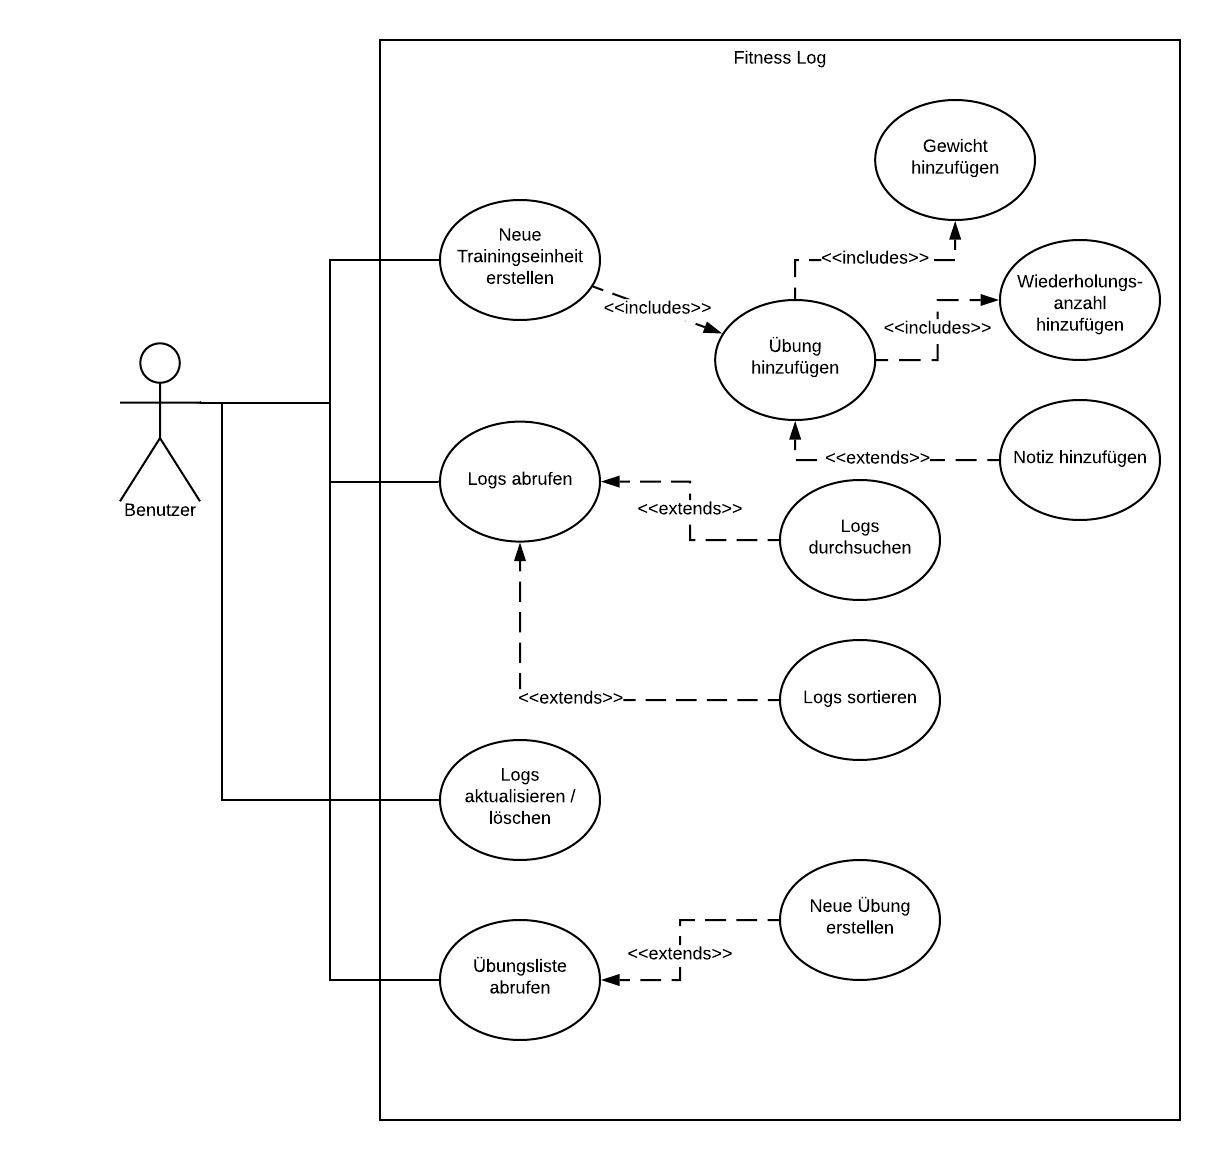 Fitness Log
Gewicht
hinzufügen
Neue
Trainingseinheit
erstellen
<<includes>>
<<includes>>
Übung
hinzufügen
<<includes>>
Wiederholungs-
anzahl
hinzufügen
<<extends>>
Notiz hinzufügen
Benutzer
Logs abrufen
<<extends>>
Logs
durchsuchen
<<extends>>
Logs sortieren
Logs
aktualisieren /
löschen
Neue Übung
erstellen
<<extends>>
Übungsliste
abrufen